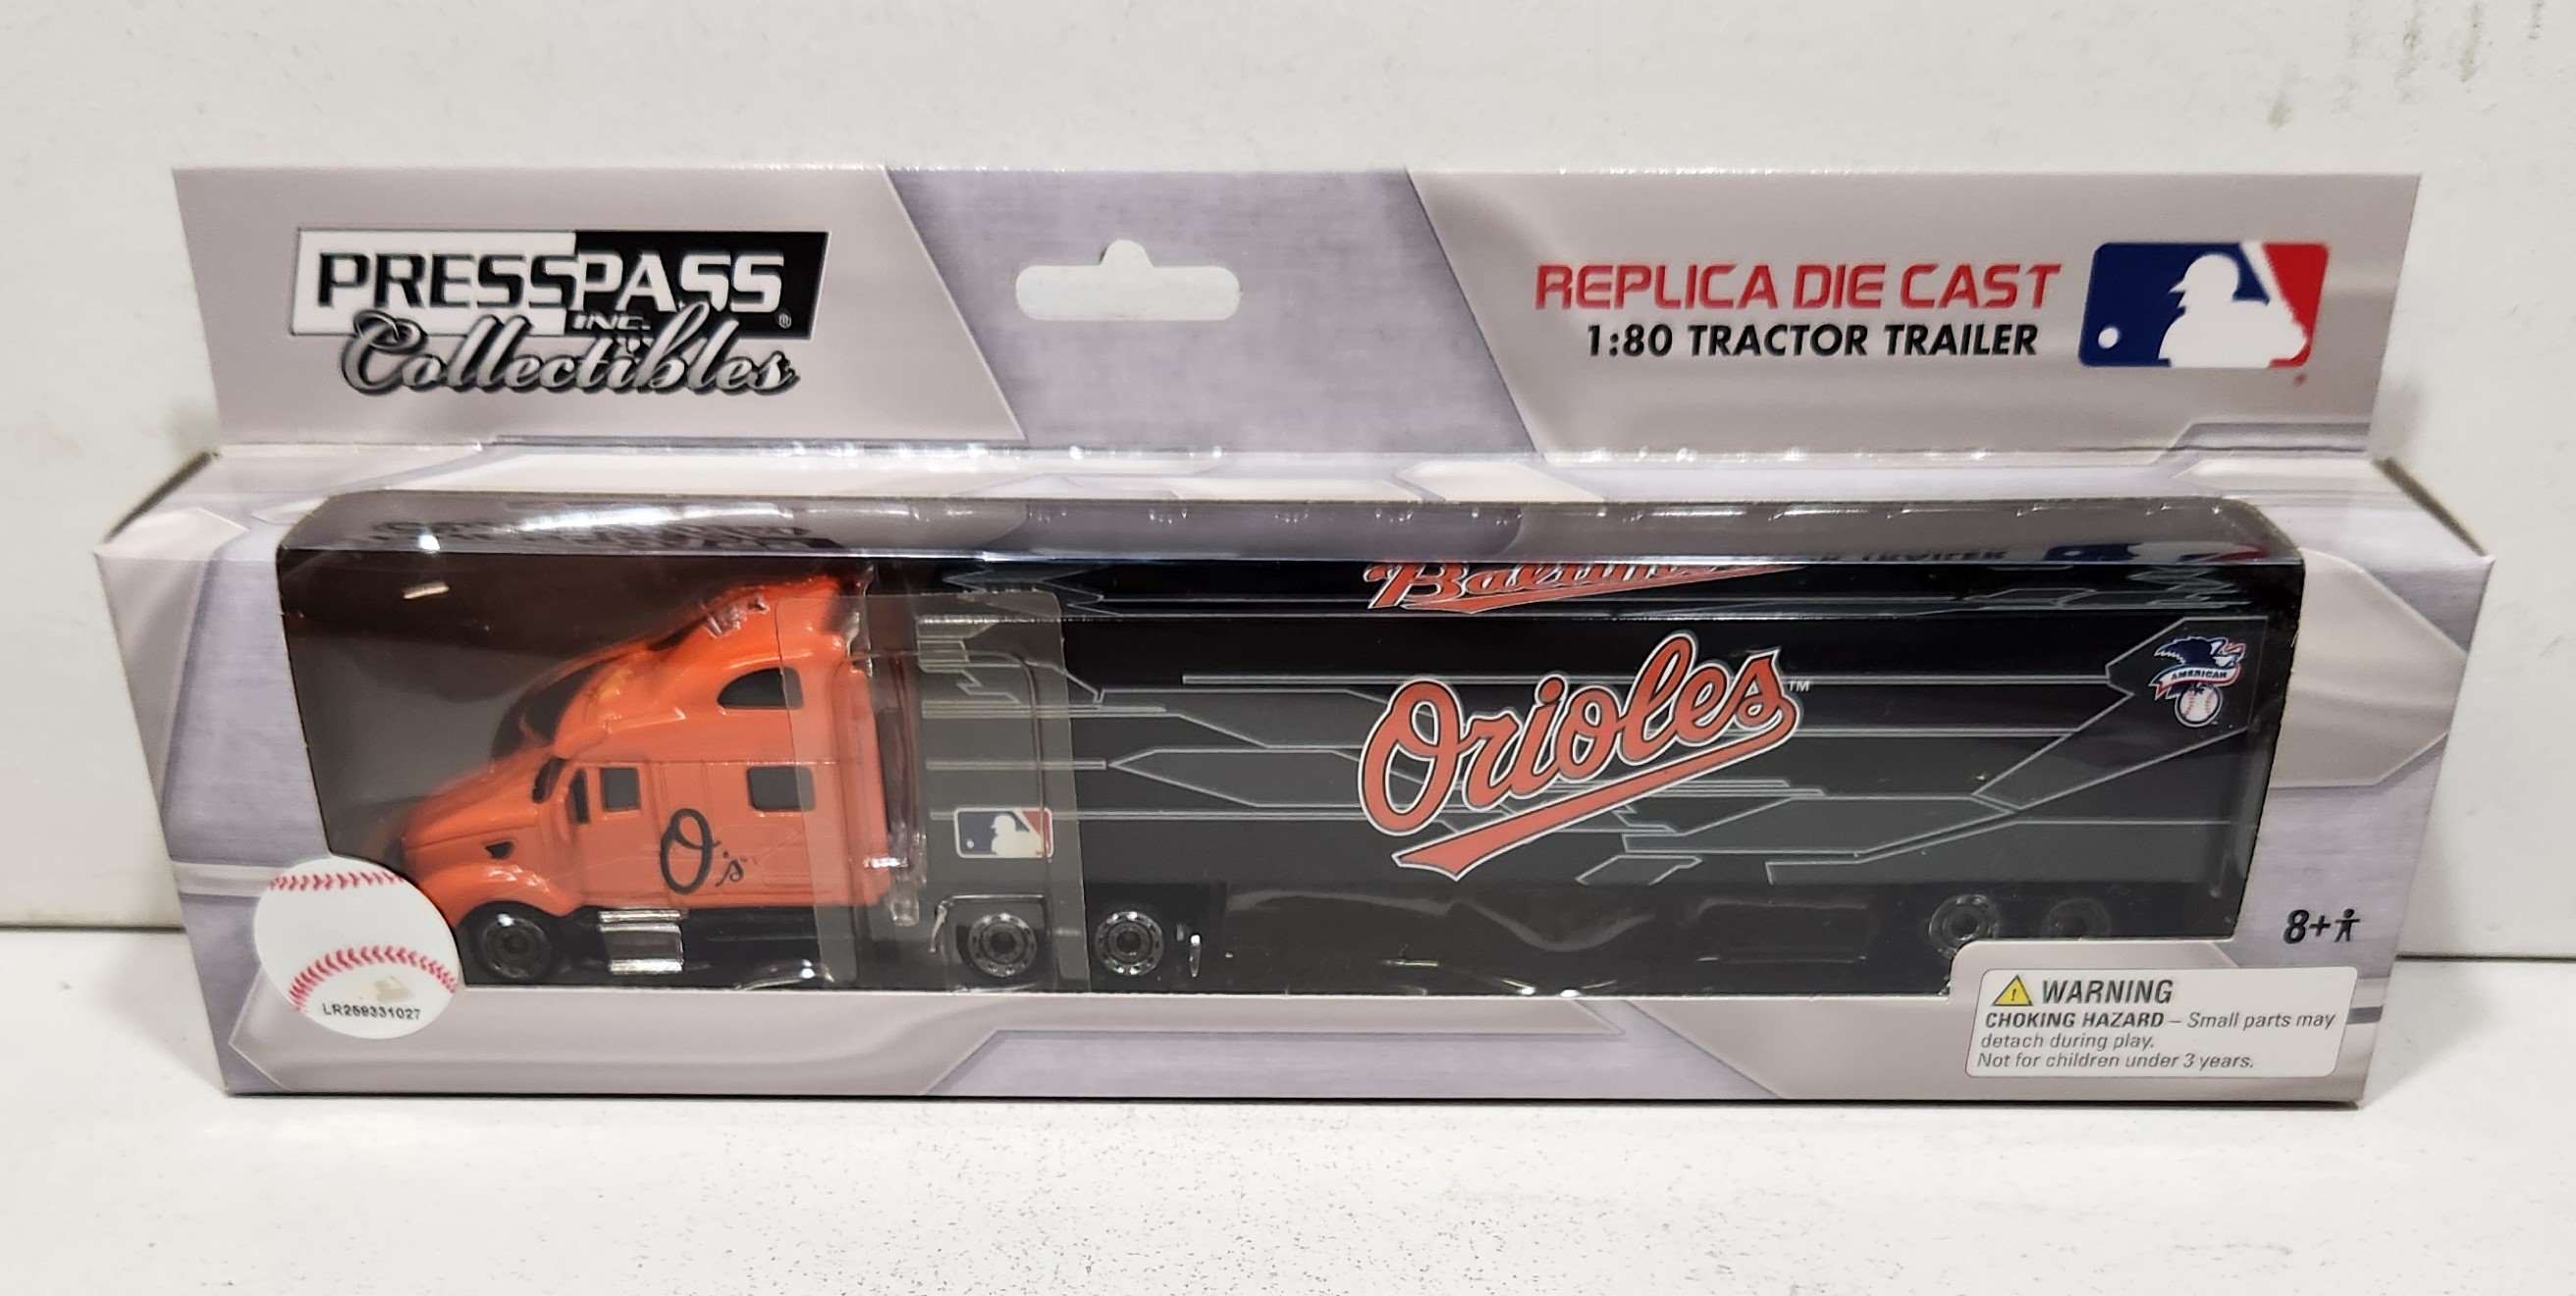 PRESSPASS®
INC.
Collectibles
REPLICA DIE CAST
1:80 TRACTOR TRAILER
Orioles™
AMERICAN
O's
LR259331027
8+
WARNING
CHOKING HAZARD – Small parts may
detach during play.
Not for children under 3 years.